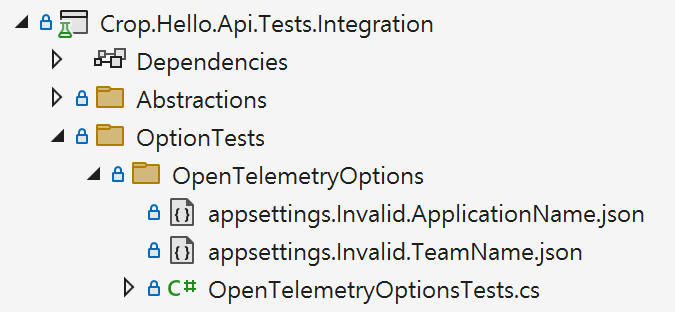 Crop.Hello.Api.Tests.Integration
Dependencies
Abstractions
OptionTests
OpenTelemetryOptions
appsettings.Invalid.ApplicationName.json
appsettings.Invalid.TeamName.json
C# OpenTelemetryOptionsTests.cs